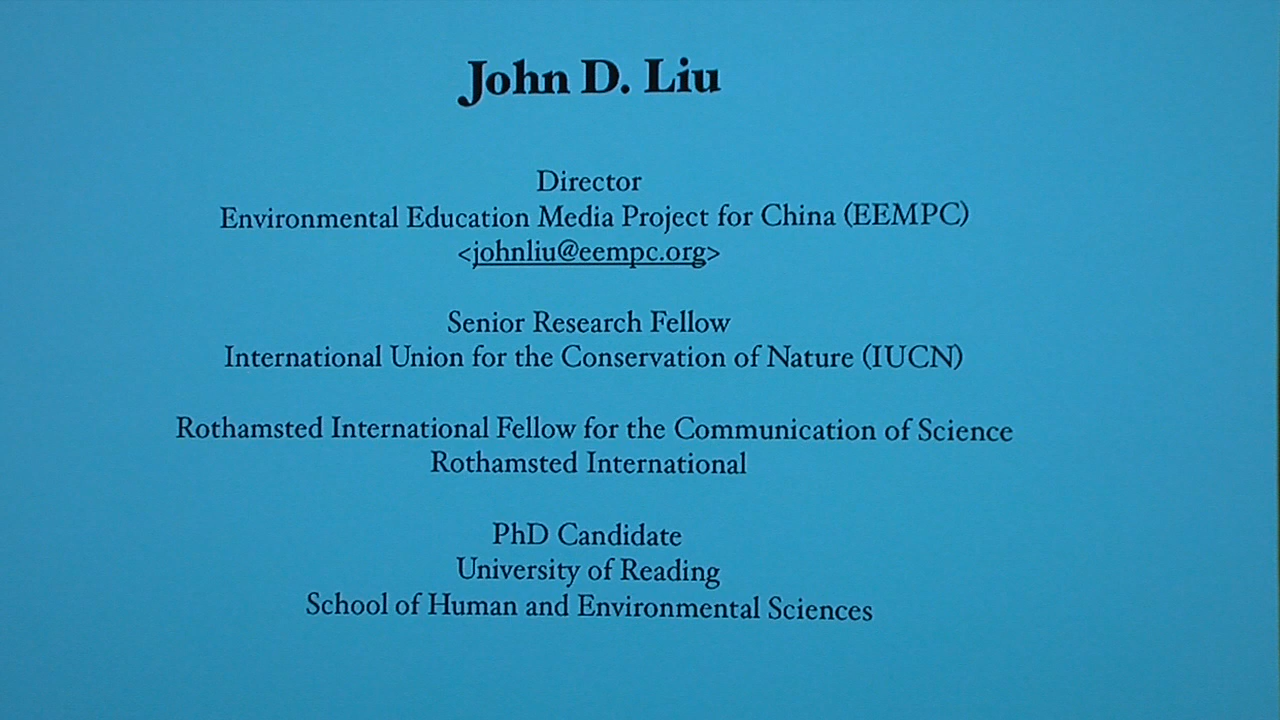 John D. Liu
Director
Environmental Education Media Project for China (EEMPC)
<johnliu@eempc.org>
Senior Research Fellow
International Union for the Conservation of Nature (IUCN)
Rothamsted International Fellow for the Communication of Science
Rothamsted International
PhD Candidate
University of Reading
School of Human and Environmental Sciences